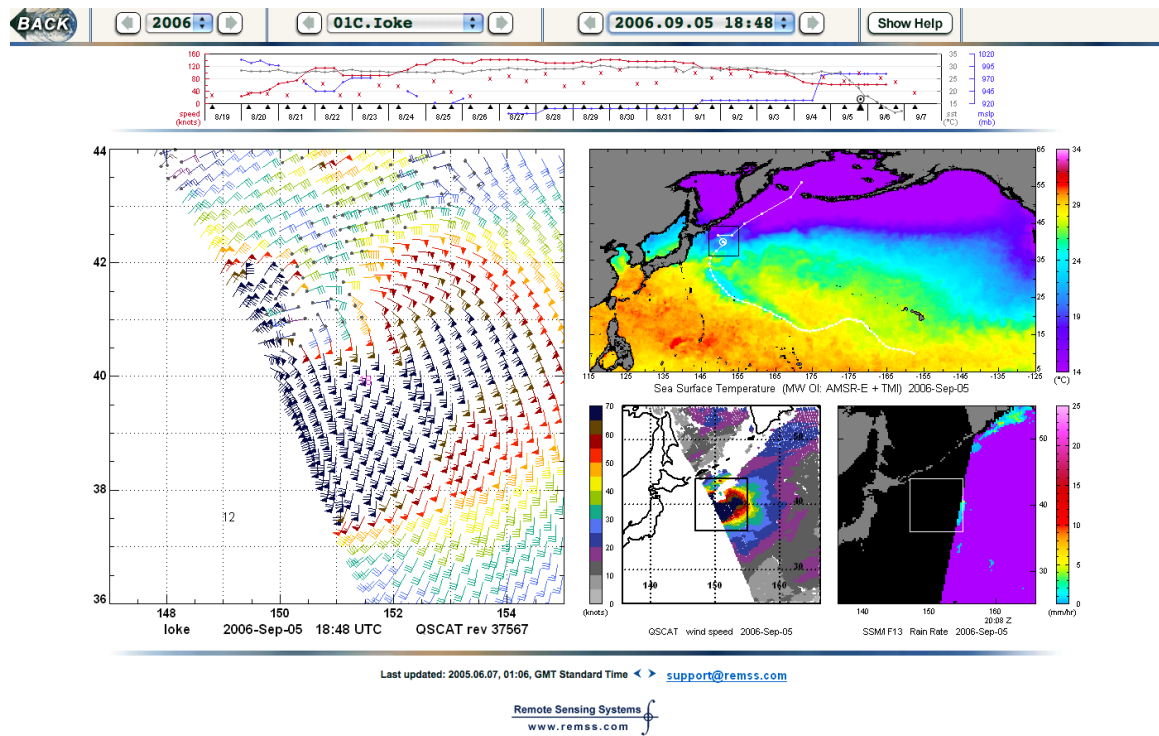 BACK 2006 01C.Ioke 2006.09.05 18:48 Show Help
160 35 1020
120 30 995
80 25 970
40 20 945
0 15 920
speed (knots) 8/19 8/20 8/21 8/22 8/23 8/24 8/25 8/26 8/27 8/28 8/29 8/30 8/31 9/1 9/2 9/3 9/4 9/5 9/6 9/7 sst (°C) mslp (mb)
44
42
40
38
36
12
148 150 152 154
Ioke 2006-Sep-05 18:48 UTC QSCAT rev 37567
65
55
45
35
25
15
5
34
29
24
19
14
(°C)
115 125 135 145 155 165 175 -175 -165 -155 -145 -135 -125
Sea Surface Temperature (MW OI: AMSR-E + TMI) 2006-Sep-05
70
60
50
40
30
20
10
0
(knots)
50
40
30
140 150 160
QSCAT wind speed 2006-Sep-05
50
40
30
25
20
15
10
5
0
(mm/hr)
140 150 160
20:08 Z
SSM/I F13 Rain Rate 2006-Sep-05
Last updated: 2005.06.07, 01:06, GMT Standard Time < > support@remss.com
Remote Sensing Systems
www.remss.com